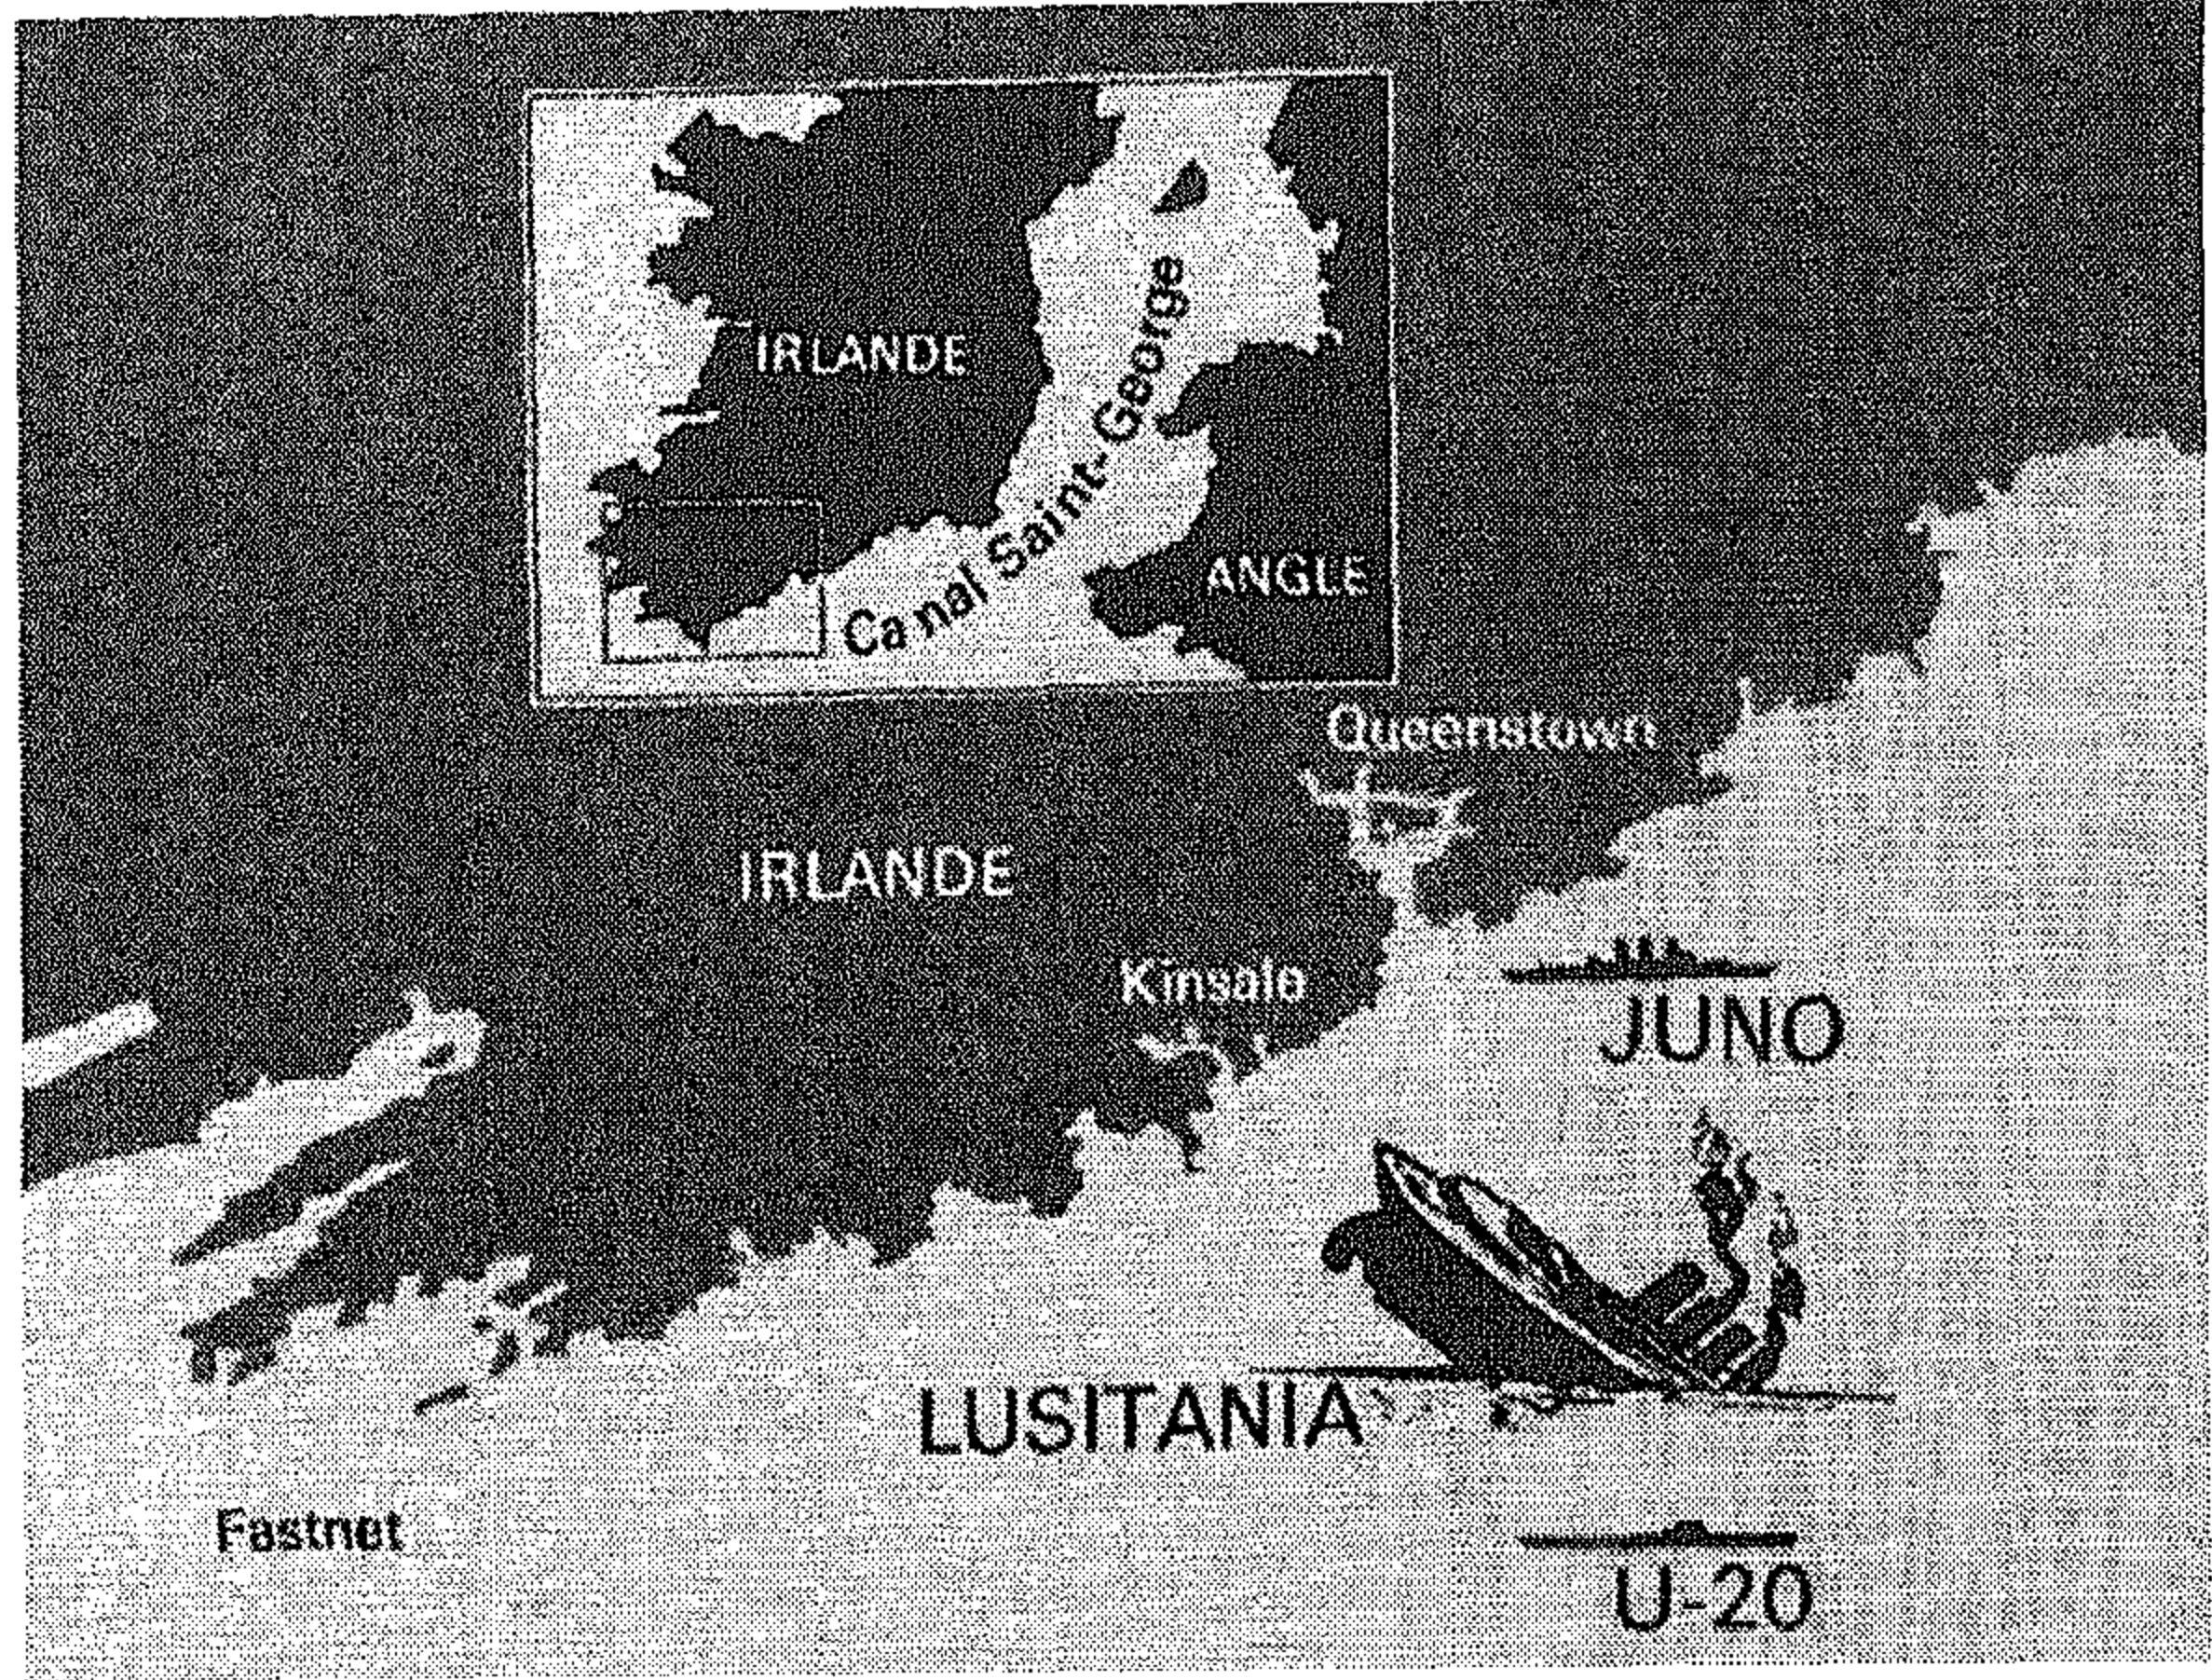 IRLANDE
Canal Saint-George
ANGLE
Queenstown
IRLANDE
Kinsale
JUNO
LUSITANIA
Fastnet
U-20